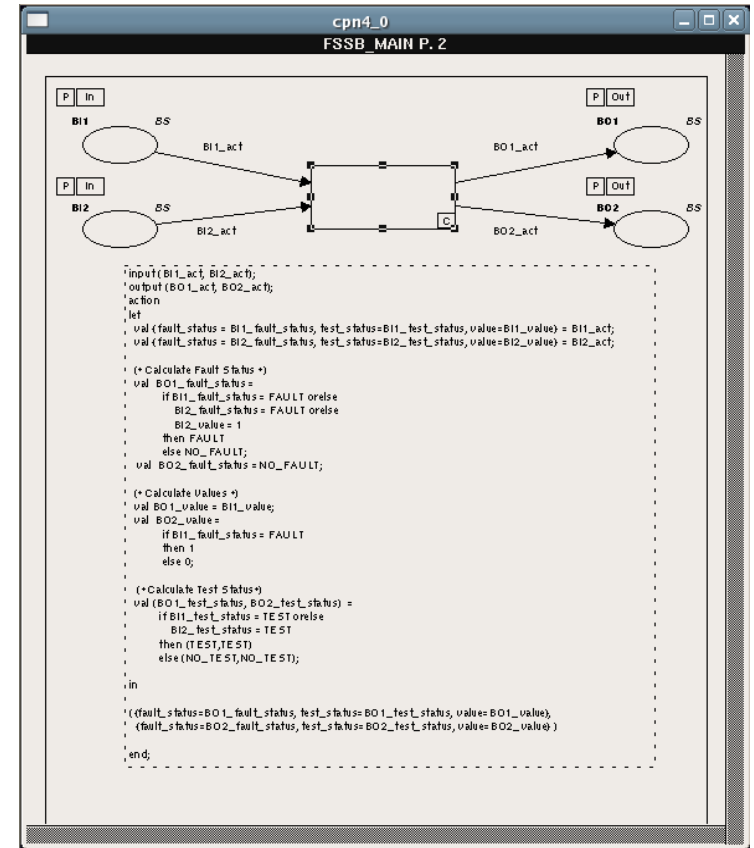 cpn4_0
FSSB_MAIN P. 2
P In
P Out
BI1 BS
BO1 BS
BI1_act
BO1_act
P In
P Out
BI2 BS
BO2 BS
BI2_act
BO2_act
C
input (BI1_act, BI2_act);
output (BO1_act, BO2_act);
action
let
val {fault_status = BI1_fault_status, test_status=BI1_test_status, value=BI1_value} = BI1_act;
val {fault_status = BI2_fault_status, test_status=BI2_test_status, value=BI2_value} = BI2_act;
(* Calculate Fault Status *)
val BO1_fault_status =
if BI1_fault_status = FAULT orelse
BI2_fault_status = FAULT orelse
BI2_value = 1
then FAULT
else NO_FAULT;
val BO2_fault_status = NO_FAULT;
(* Calculate Values *)
val BO1_value = BI1_value;
val BO2_value =
if BI1_fault_status = FAULT
then 1
else 0;
(*Calculate Test Status*)
val (BO1_test_status, BO2_test_status) =
if BI1_test_status = TEST orelse
BI2_test_status = TEST
then (TEST,TEST)
else (NO_TEST,NO_TEST);
in
({fault_status=BO1_fault_status, test_status=BO1_test_status, value=BO1_value},
{fault_status=BO2_fault_status, test_status=BO2_test_status, value=BO2_value} )
end;